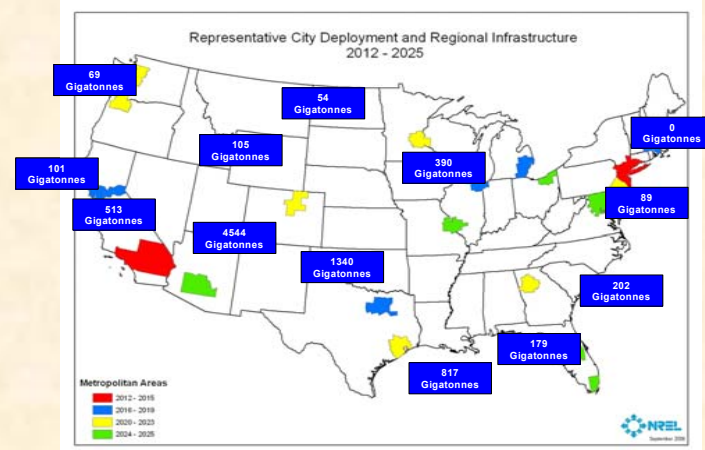 Representative City Deployment and Regional Infrastructure
2012 - 2025
69
Gigatonnes
54
Gigatonnes
0
Gigatonnes
105
Gigatonnes
390
Gigatonnes
101
Gigatonnes
89
Gigatonnes
513
Gigatonnes
4544
Gigatonnes
1340
Gigatonnes
202
Gigatonnes
179
Gigatonnes
817
Gigatonnes
Metropolitan Areas
2012 - 2015
2016 - 2019
2020 - 2023
2024 - 2025
NREL